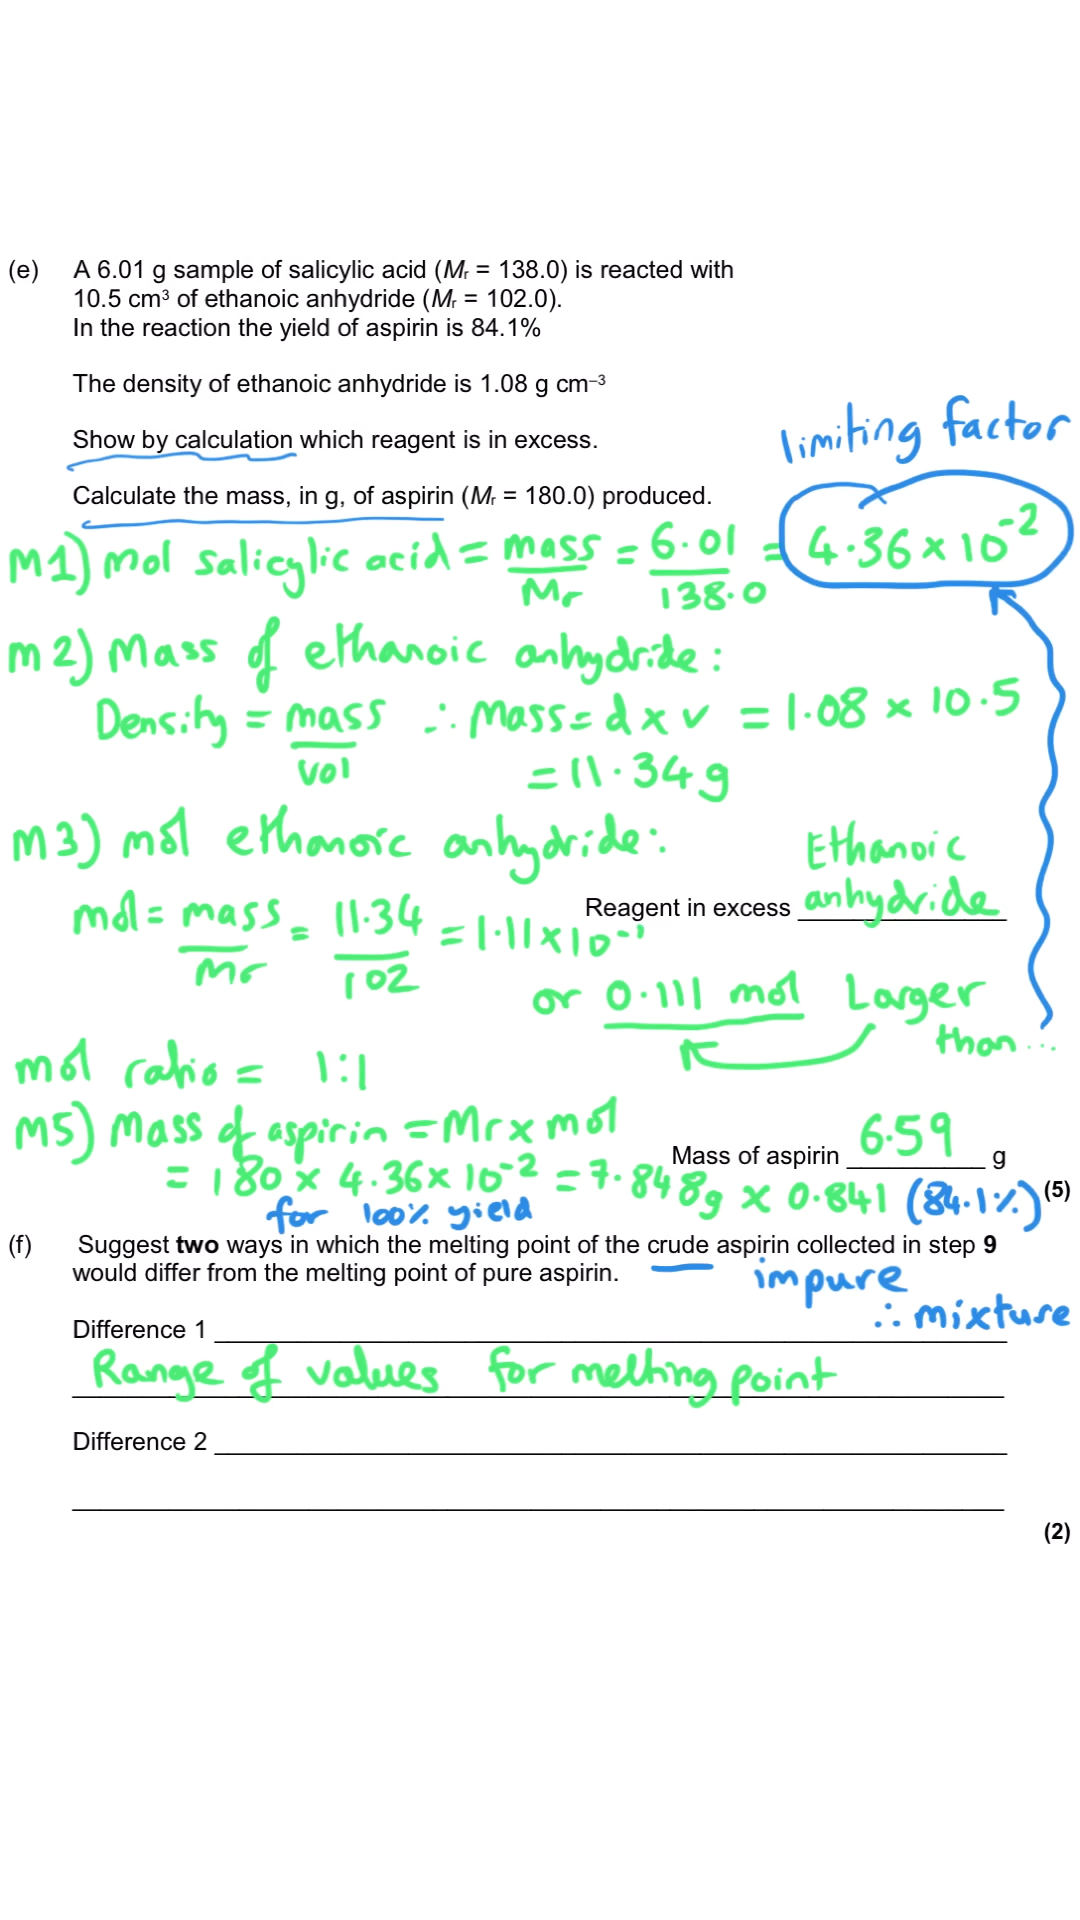 (e) A 6.01 g sample of salicylic acid (Mr = 138.0) is reacted with
10.5 cm³ of ethanoic anhydride (Mr = 102.0).
In the reaction the yield of aspirin is 84.1%
The density of ethanoic anhydride is 1.08 g cm⁻³
limiting factor
Show by calculation which reagent is in excess.
Calculate the mass, in g, of aspirin (Mr = 180.0) produced.
M1) mol salicylic acid = mass/Mr = 6.01/138.0 = 4.36 × 10⁻²
M2) Mass of ethanoic anhydride:
Density = mass/vol ∴ Mass = d × v = 1.08 × 10.5
= 11.34 g
M3) mol ethanoic anhydride:
mol = mass/Mr = 11.34/102 = 1.11 × 10⁻¹
Reagent in excess Ethanoic anhydride
or 0.111 mol Larger than...
mol ratio = 1:1
M5) Mass of aspirin = Mr × mol
Mass of aspirin 6.59 g
= 180 × 4.36 × 10⁻² = 7.848g × 0.841 (84.1%) (5)
for 100% yield
(f) Suggest two ways in which the melting point of the crude aspirin collected in step 9
would differ from the melting point of pure aspirin.
impure
∴ mixture
Difference 1
Range of values for melting point
Difference 2
(2)